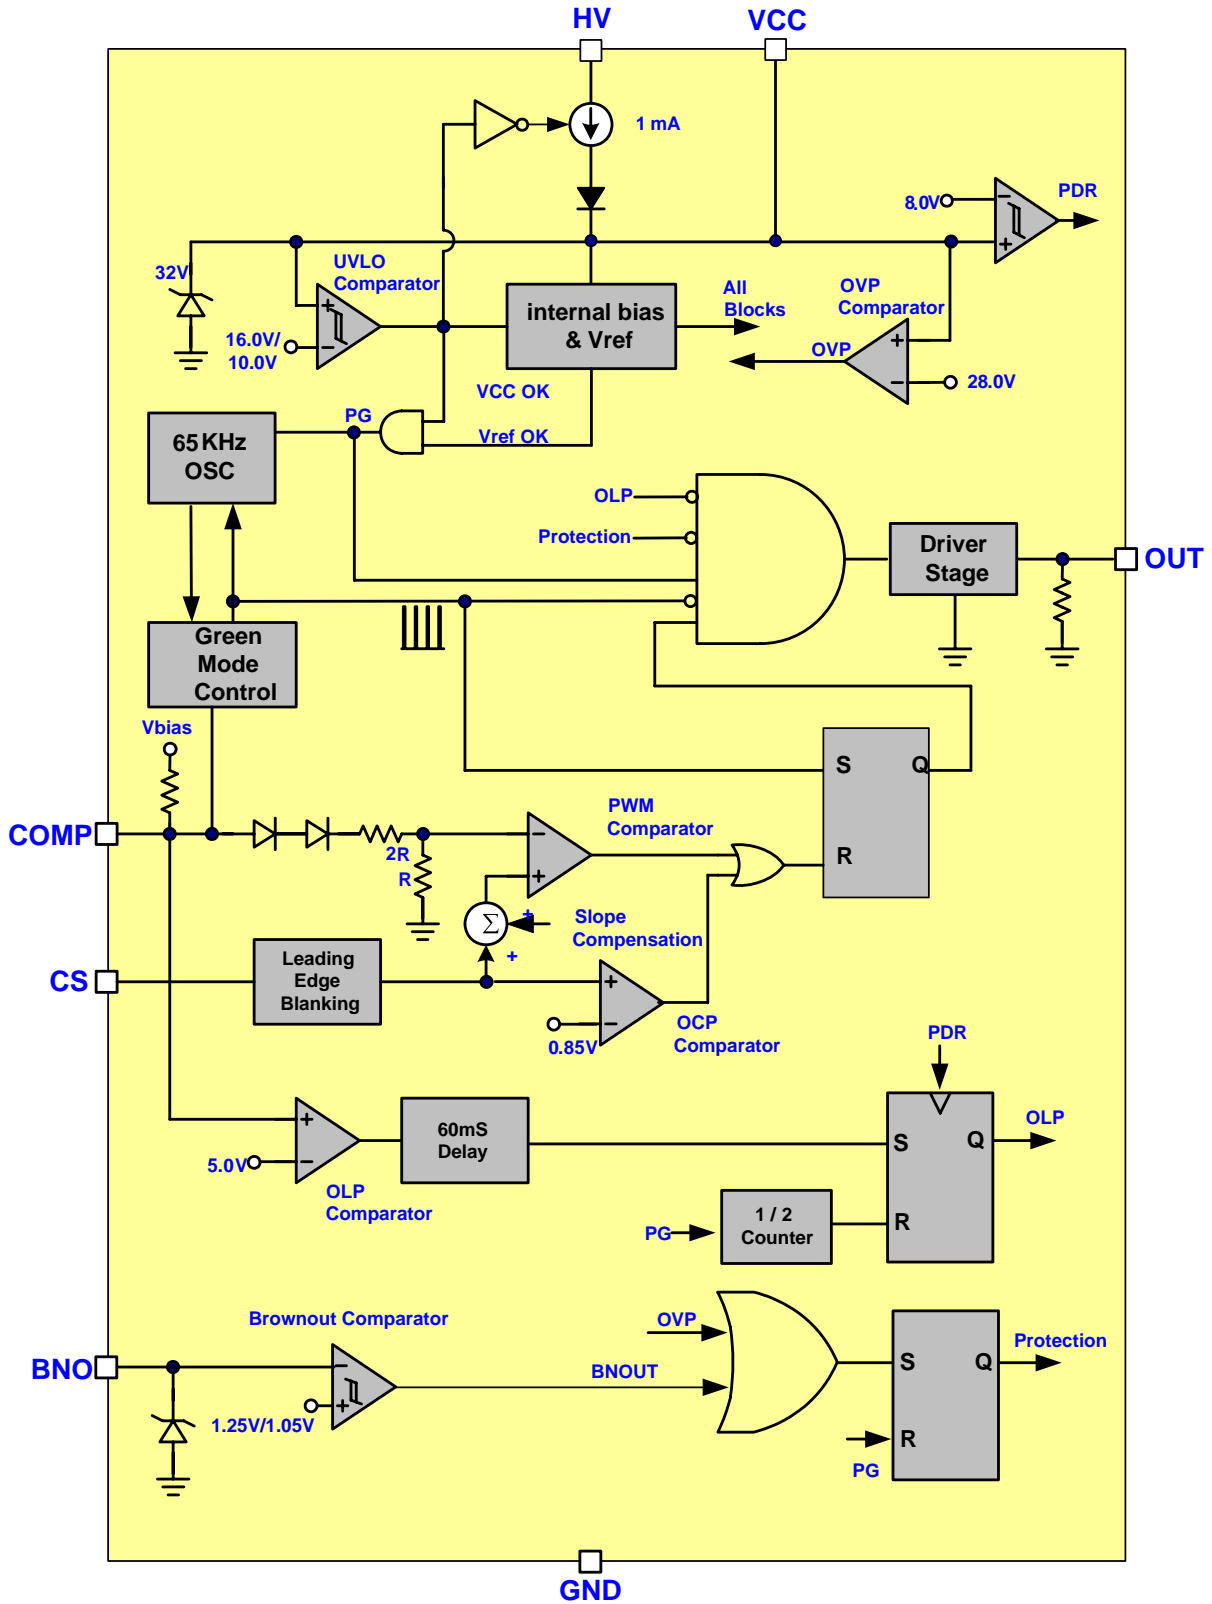 HV
VCC
1 mA
PDR
8.0V
−
+
32V
UVLO
Comparator
+
−
16.0V/
10.0V
internal bias
& Vref
All
Blocks
OVP
Comparator
OVP
+
−
28.0V
VCC OK
PG
Vref OK
65KHz
OSC
OLP
Protection
Driver
Stage
OUT
Green
Mode
Control
Vbias
S
Q
R
COMP
2R
R
−
+
PWM
Comparator
Σ
+
+
Slope
Compensation
CS
Leading
Edge
Blanking
+
−
0.85V
OCP
Comparator
PDR
60mS
Delay
+
−
5.0V
OLP
Comparator
S
Q
R
OLP
PG
1 / 2
Counter
Brownout Comparator
OVP
BNO
−
+
BNOUT
1.25V/1.05V
S
Q
R
Protection
PG
GND